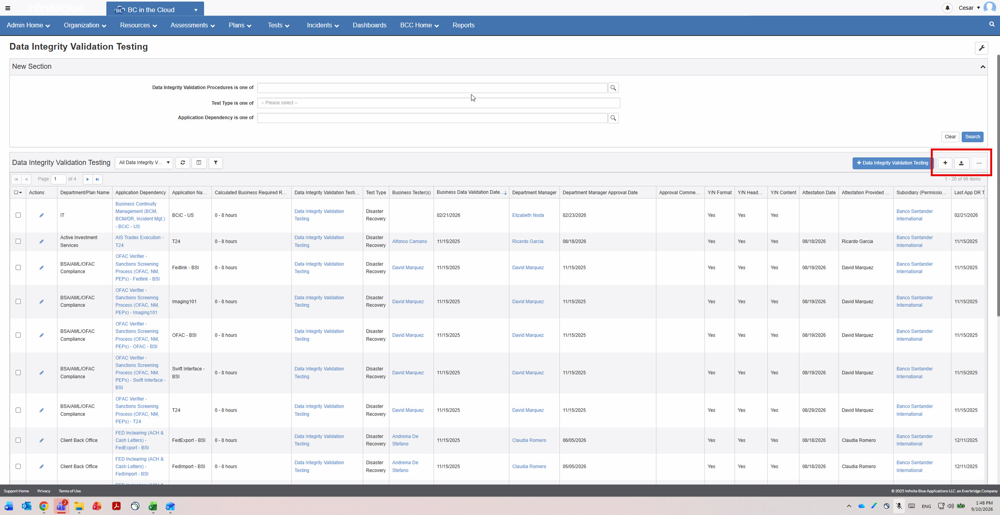 infiniteblue
BC in the Cloud
Cesar
Admin Home
Organization
Resources
Assessments
Plans
Tests
Incidents
Dashboards
BCC Home
Reports
Data Integrity Validation Testing
New Section
Data Integrity Validation Procedures is one of
Test Type is one of
-- Please select --
Application Dependency is one of
Clear
Search
Data Integrity Validation Testing
All Data Integrity V...
+ Data Integrity Validation Testing
Page 1 of 4
1 - 20 of 66 items
Actions
Department/Plan Name
Application Dependency
Application Na...
Calculated Business Required R...
Data Integrity Validation Testi...
Test Type
Business Tester(s)
Business Data Validation Date...
Department Manager
Department Manager Approval Date
Approval Comme...
Y/N Format
Y/N Head...
Y/N Content
Attestation Date
Attestation Provided ...
Subsidiary (Permissio...
Last App DR T
IT
Business Continuity
Management (BCM,
BCM/DR, Incident Mgt.)
- BCiC - US
BCiC - US
0 - 8 hours
Data Integrity Validation
Testing
Disaster
Recovery
02/21/2026
Elizabeth Noda
02/23/2026
Yes
Yes
Yes
Banco Santander
International
02/21/2026
Active Investment
Services
AIS Trades Execution -
T24
T24
0 - 8 hours
Data Integrity Validation
Testing
Disaster
Recovery
Alfonso Camano
11/15/2025
Ricardo Garcia
08/18/2026
Yes
Yes
Yes
08/18/2026
Ricardo Garcia
Banco Santander
International
11/15/2025
BSA/AML/OFAC
Compliance
OFAC Verifier -
Sanctions Screening
Process (OFAC, NM,
PEPs) - Fedlink - BSI
Fedlink - BSI
0 - 8 hours
Data Integrity Validation
Testing
Disaster
Recovery
David Marquez
11/15/2025
David Marquez
11/15/2025
Yes
Yes
Yes
08/19/2026
David Marquez
Banco Santander
International
11/15/2025
BSA/AML/OFAC
Compliance
OFAC Verifier -
Sanctions Screening
Process (OFAC, NM,
PEPs) - Imaging101
Imaging101
0 - 8 hours
Data Integrity Validation
Testing
Disaster
Recovery
David Marquez
11/15/2025
David Marquez
11/15/2025
Yes
Yes
Yes
08/19/2026
David Marquez
Banco Santander
International
11/15/2025
BSA/AML/OFAC
Compliance
OFAC Verifier -
Sanctions Screening
Process (OFAC, NM,
PEPs) - OFAC - BSI
OFAC - BSI
0 - 8 hours
Data Integrity Validation
Testing
Disaster
Recovery
David Marquez
11/15/2025
David Marquez
11/15/2025
Yes
Yes
Yes
08/19/2026
David Marquez
Banco Santander
International
11/15/2025
BSA/AML/OFAC
Compliance
OFAC Verifier -
Sanctions Screening
Process (OFAC, NM,
PEPs) - Swift Interface -
BSI
Swift Interface -
BSI
0 - 8 hours
Data Integrity Validation
Testing
Disaster
Recovery
David Marquez
11/15/2025
David Marquez
11/15/2025
Yes
Yes
Yes
08/19/2026
David Marquez
Banco Santander
International
11/15/2025
BSA/AML/OFAC
Compliance
OFAC Verifier -
Sanctions Screening
Process (OFAC, NM,
PEPs) - T24
T24
0 - 8 hours
Data Integrity Validation
Testing
Disaster
Recovery
David Marquez
11/15/2025
David Marquez
11/15/2025
Yes
Yes
Yes
08/29/2026
David Marquez
Banco Santander
International
11/15/2025
Client Back Office
FED Inclearing (ACH &
Cash Letters) -
FedExport - BSI
FedExport - BSI
0 - 8 hours
Data Integrity Validation
Testing
Disaster
Recovery
Andreina De
Stefano
11/15/2025
Claudia Romero
06/05/2026
Yes
Yes
Yes
08/18/2026
Claudia Romero
Banco Santander
International
12/11/2025
Client Back Office
FED Inclearing (ACH &
Cash Letters) -
FedImport - BSI
FedImport - BSI
0 - 8 hours
Data Integrity Validation
Testing
Disaster
Recovery
Andreina De
Stefano
11/15/2025
Claudia Romero
05/05/2026
Yes
Yes
Yes
08/18/2026
Claudia Romero
Banco Santander
International
12/11/2025
Support Home
Privacy
Terms of Use
© 2025 Infinite Blue Applications LLC. an Everbridge Company
2
ENG
1:48 PM
9/10/2026